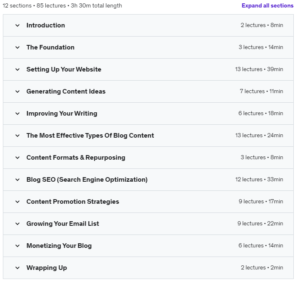 12 sections • 85 lectures • 3h 30m total length Expand all sections
Introduction 2 lectures • 8min
The Foundation 3 lectures • 14min
Setting Up Your Website 13 lectures • 39min
Generating Content Ideas 7 lectures • 11min
Improving Your Writing 6 lectures • 18min
The Most Effective Types Of Blog Content 13 lectures • 24min
Content Formats & Repurposing 3 lectures • 8min
Blog SEO (Search Engine Optimization) 12 lectures • 33min
Content Promotion Strategies 9 lectures • 17min
Growing Your Email List 9 lectures • 22min
Monetizing Your Blog 6 lectures • 14min
Wrapping Up 2 lectures • 2min